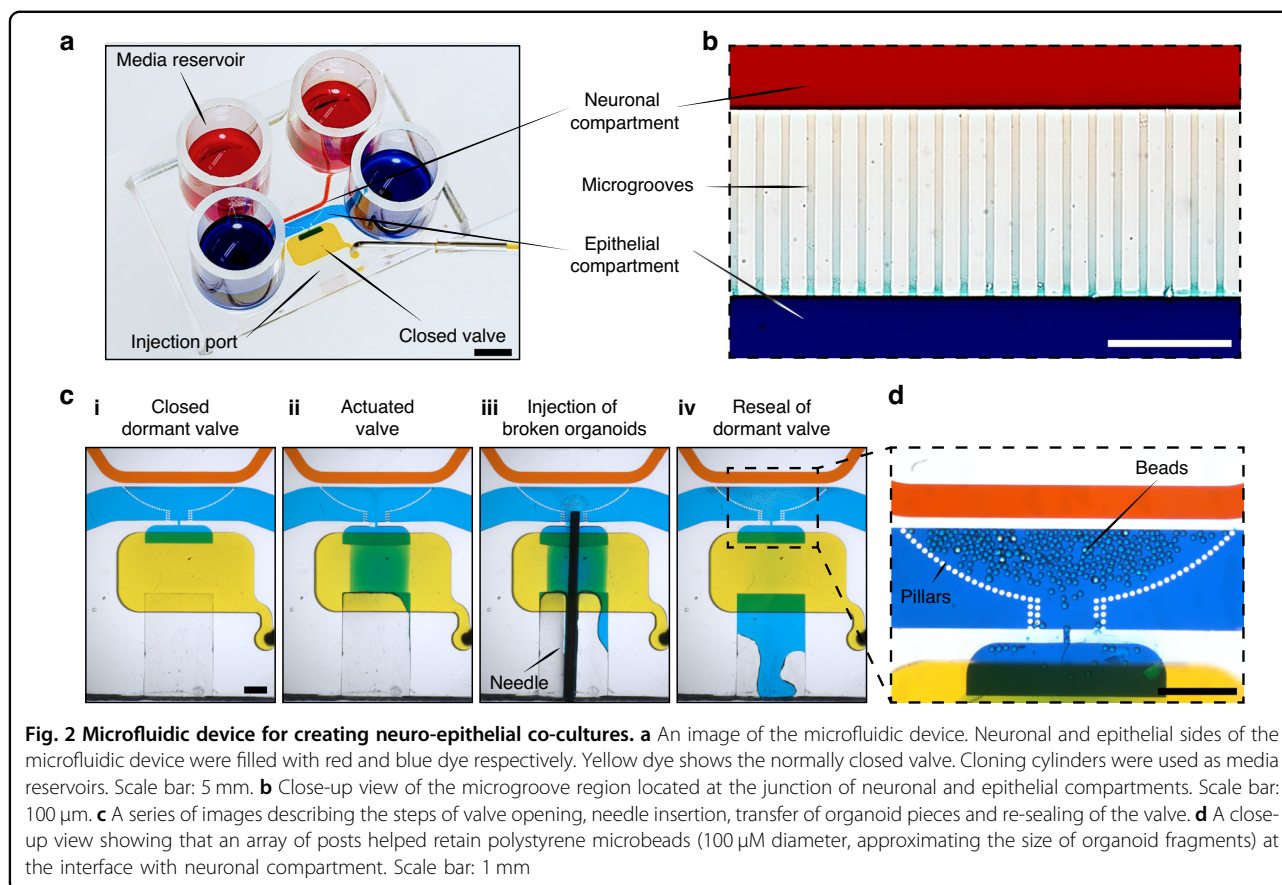 a
Media reservoir
Neuronal
compartment
Microgrooves
Epithelial
compartment
Injection port
Closed valve
b
c
i
Closed
dormant valve
ii
Actuated
valve
iii
Injection of
broken organoids
iv
Reseal of
dormant valve
Needle
d
Beads
Pillars
Fig. 2 Microfluidic device for creating neuro-epithelial co-cultures. a An image of the microfluidic device. Neuronal and epithelial sides of the
microfluidic device were filled with red and blue dye respectively. Yellow dye shows the normally closed valve. Cloning cylinders were used as media
reservoirs. Scale bar: 5 mm. b Close-up view of the microgroove region located at the junction of neuronal and epithelial compartments. Scale bar:
100 µm. c A series of images describing the steps of valve opening, needle insertion, transfer of organoid pieces and re-sealing of the valve. d A close-
up view showing that an array of posts helped retain polystyrene microbeads (100 µM diameter, approximating the size of organoid fragments) at
the interface with neuronal compartment. Scale bar: 1 mm